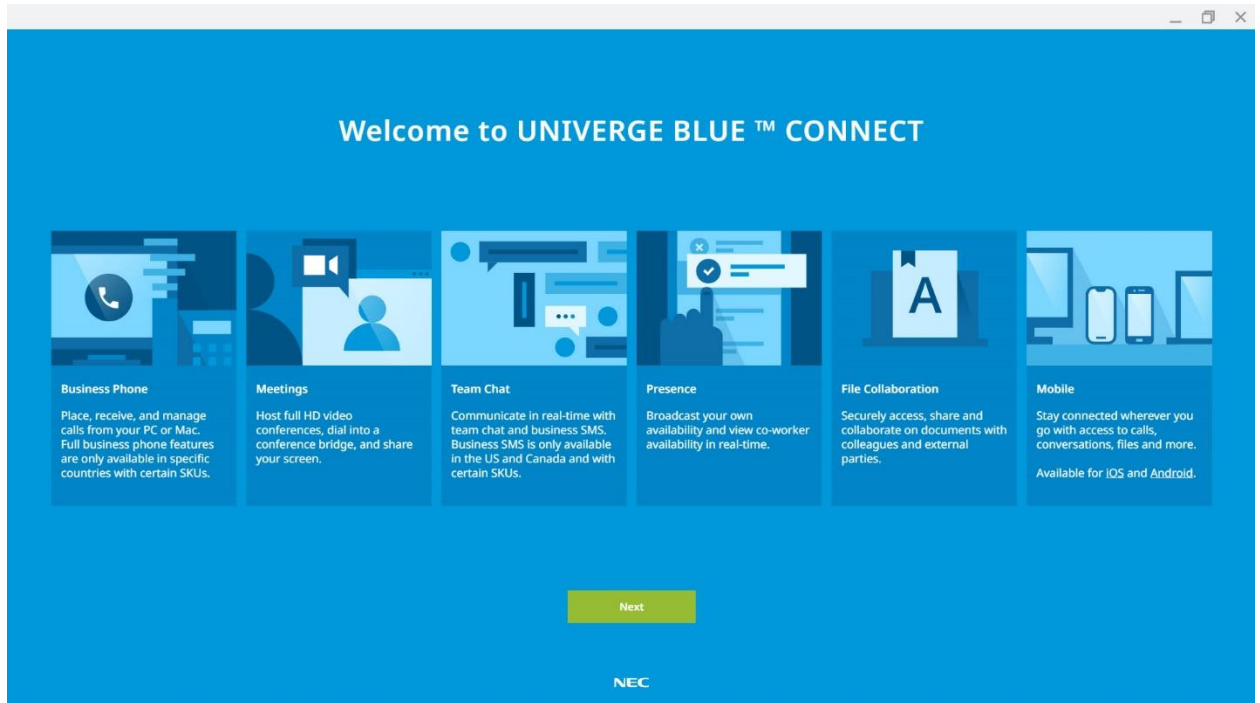 Welcome to UNIVERGE BLUE ™ CONNECT
Business Phone
Place, receive, and manage
calls from your PC or Mac.
Full business phone features
are only available in specific
countries with certain SKUs.
Meetings
Host full HD video
conferences, dial into a
conference bridge, and share
your screen.
Team Chat
Communicate in real-time with
team chat and business SMS.
Business SMS is only available
in the US and Canada and with
certain SKUs.
Presence
Broadcast your own
availability and view co-worker
availability in real-time.
A
File Collaboration
Securely access, share and
collaborate on documents with
colleagues and external
parties.
Mobile
Stay connected wherever you
go with access to calls,
conversations, files and more.
Available for iOS and Android.
Next
NEC